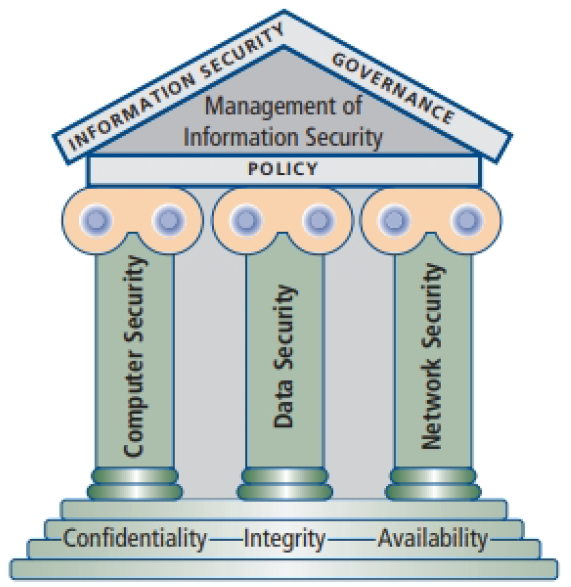 INFORMATION SECURITY
GOVERNANCE
Management of
Information Security
POLICY
Computer Security
Data Security
Network Security
Confidentiality—Integrity—Availability